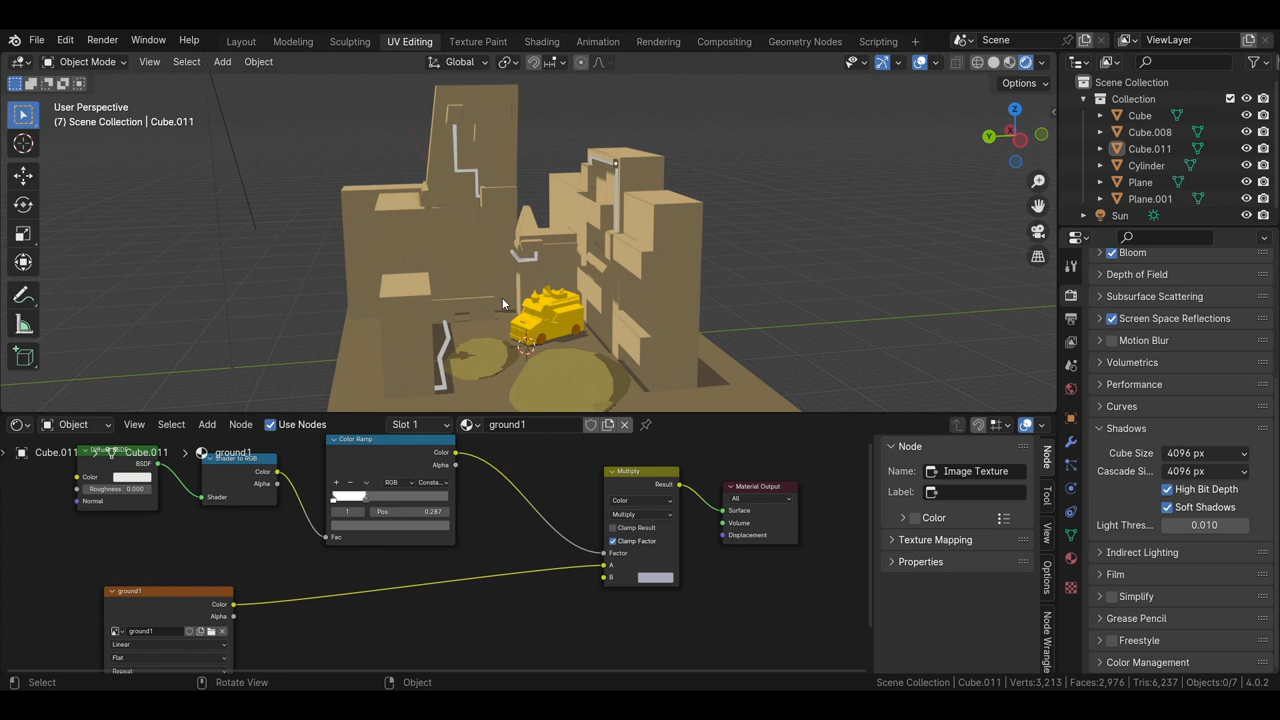 File Edit Render Window Help Layout Modeling Sculpting UV Editing Texture Paint Shading Animation Rendering Compositing Geometry Nodes Scripting + Scene ViewLayer
Object Mode View Select Add Object Global Options
User Perspective
(7) Scene Collection | Cube.011
Z
Y
X
Scene Collection
Collection
Cube
Cube.008
Cube.011
Cylinder
Plane
Plane.001
Sun
Bloom
Depth of Field
Subsurface Scattering
Screen Space Reflections
Motion Blur
Volumetrics
Performance
Curves
Shadows
Cube Size 4096 px
Cascade Si... 4096 px
High Bit Depth
Soft Shadows
Light Thres... 0.010
Indirect Lighting
Film
Simplify
Grease Pencil
Freestyle
Color Management
Object View Select Add Node Use Nodes Slot 1 ground1
Cube.011 Cube.011 ground1
BSDF
Color
Roughness 0.000
Normal
Shader to RGB
Color
Alpha
Shader
Color Ramp
Color
Alpha
RGB Consta...
1 Pos 0.287
Fac
ground1
Color
Alpha
ground1
Linear
Flat
Repeat
Multiply
Result
Color
Multiply
Clamp Result
Clamp Factor
Factor
A
B
Material Output
All
Surface
Volume
Displacement
Node
Name: Image Texture
Label:
Color
Texture Mapping
Properties
Node
Tool
View
Options
Node Wrangle
Select Rotate View Object Scene Collection | Cube.011 | Verts:3,213 | Faces:2,976 | Tris:6,237 | Objects:0/7 | 4.0.2